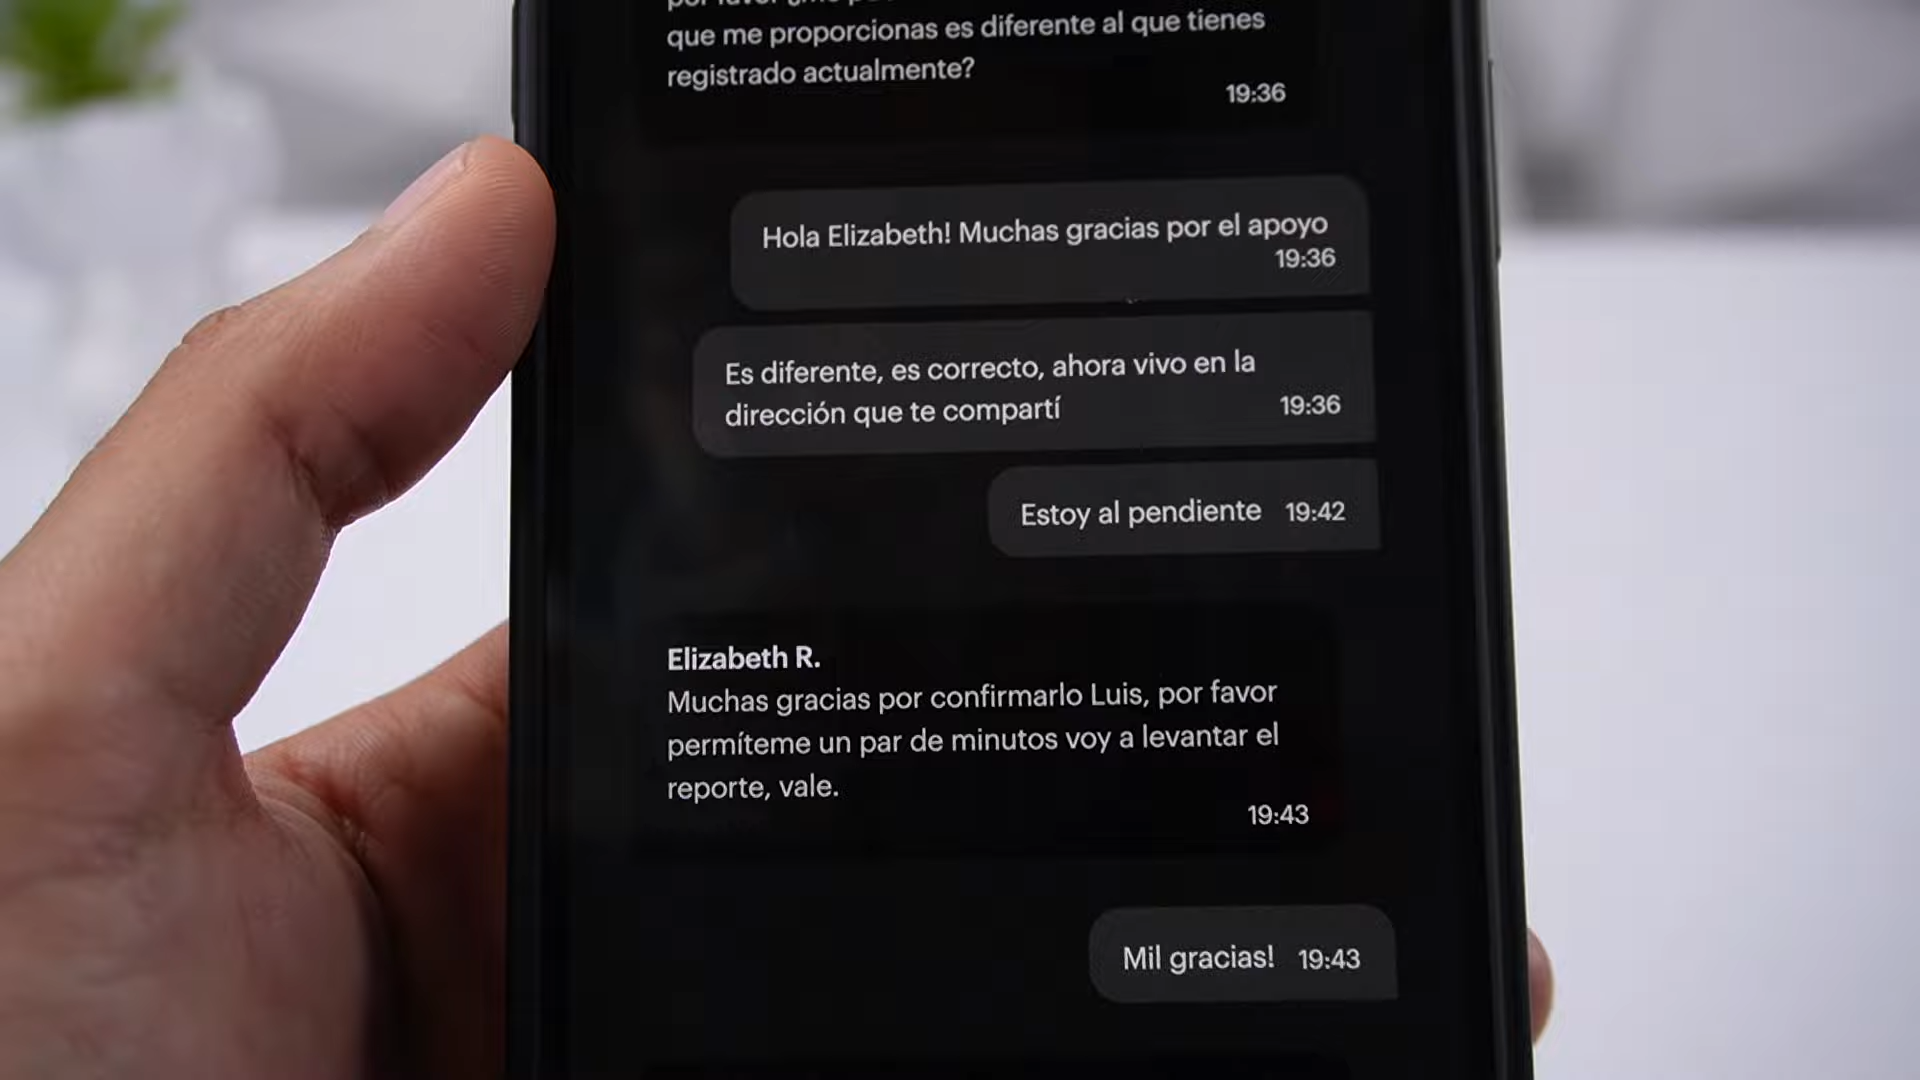 que me proporcionas es diferente al que tienes
registrado actualmente?
19:36
Hola Elizabeth! Muchas gracias por el apoyo
19:36
Es diferente, es correcto, ahora vivo en la
dirección que te compartí 19:36
Estoy al pendiente 19:42
Elizabeth R.
Muchas gracias por confirmarlo Luis, por favor
permíteme un par de minutos voy a levantar el
reporte, vale.
19:43
Mil gracias! 19:43